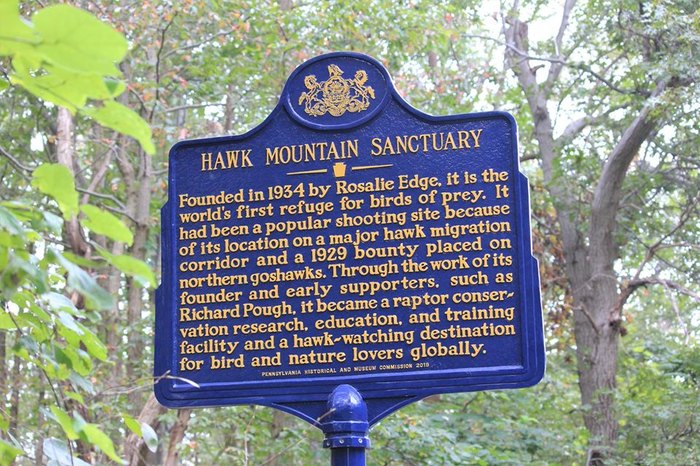 HAWK MOUNTAIN SANCTUARY
Founded in 1934 by Rosalie Edge, it is the
world's first refuge for birds of prey. It
had been a popular shooting site because
of its location on a major hawk migration
corridor and a 1929 bounty placed on
northern goshawks. Through the work of its
founder and early supporters, such as
Richard Pough, it became a raptor conser-
vation research, education, and training
facility and a hawk-watching destination
for bird and nature lovers globally.
PENNSYLVANIA HISTORICAL AND MUSEUM COMMISSION 2015